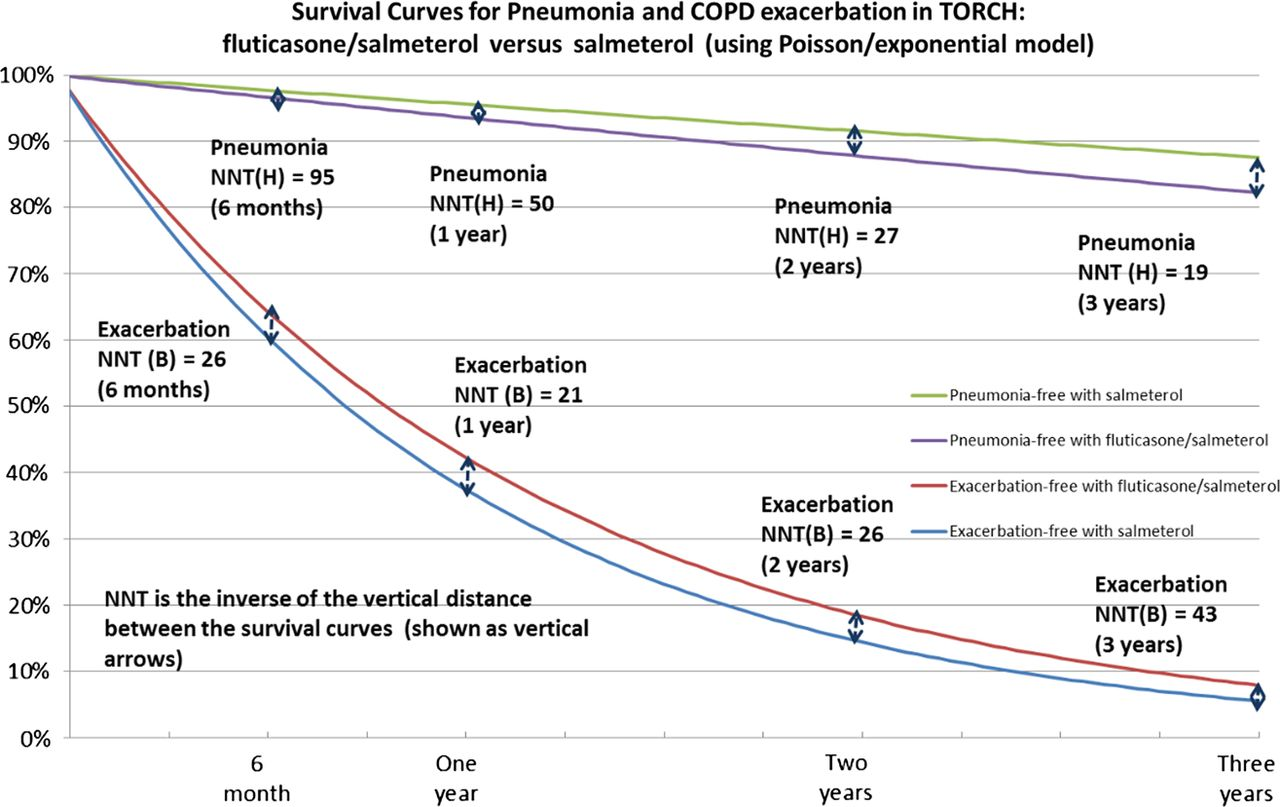 Survival Curves for Pneumonia and COPD exacerbation in TORCH:
fluticasone/salmeterol versus salmeterol (using Poisson/exponential model)
100%
90%
80%
70%
60%
50%
40%
30%
20%
10%
0%
Pneumonia
NNT(H) = 95
(6 months)
Pneumonia
NNT(H) = 50
(1 year)
Pneumonia
NNT(H) = 27
(2 years)
Pneumonia
NNT (H) = 19
(3 years)
Exacerbation
NNT (B) = 26
(6 months)
Exacerbation
NNT (B) = 21
(1 year)
Exacerbation
NNT(B) = 26
(2 years)
Exacerbation
NNT(B) = 43
(3 years)
Pneumonia-free with salmeterol
Pneumonia-free with fluticasone/salmeterol
Exacerbation-free with fluticasone/salmeterol
Exacerbation-free with salmeterol
NNT is the inverse of the vertical distance
between the survival curves (shown as vertical
arrows)
6
month
One
year
Two
years
Three
years